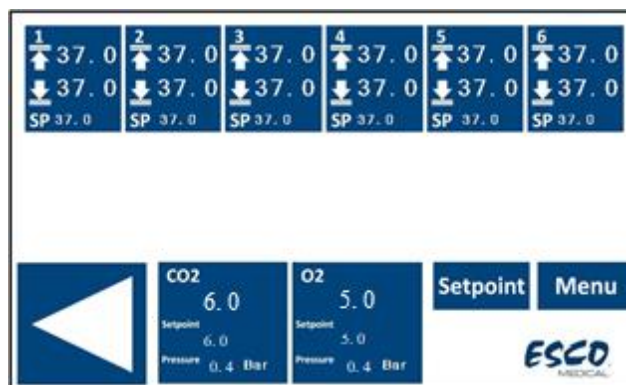 1 2 3 4 5 6
37.0 37.0 37.0 37.0 37.0 37.0
37.0 37.0 37.0 37.0 37.0 37.0
SP 37.0 SP 37.0 SP 37.0 SP 37.0 SP 37.0 SP 37.0
CO2
6.0
Setpoint
6.0
Pressure 0.4 Bar
O2
5.0
Setpoint
5.0
Pressure 0.4 Bar
Setpoint
Menu
ESCO
MEDICAL